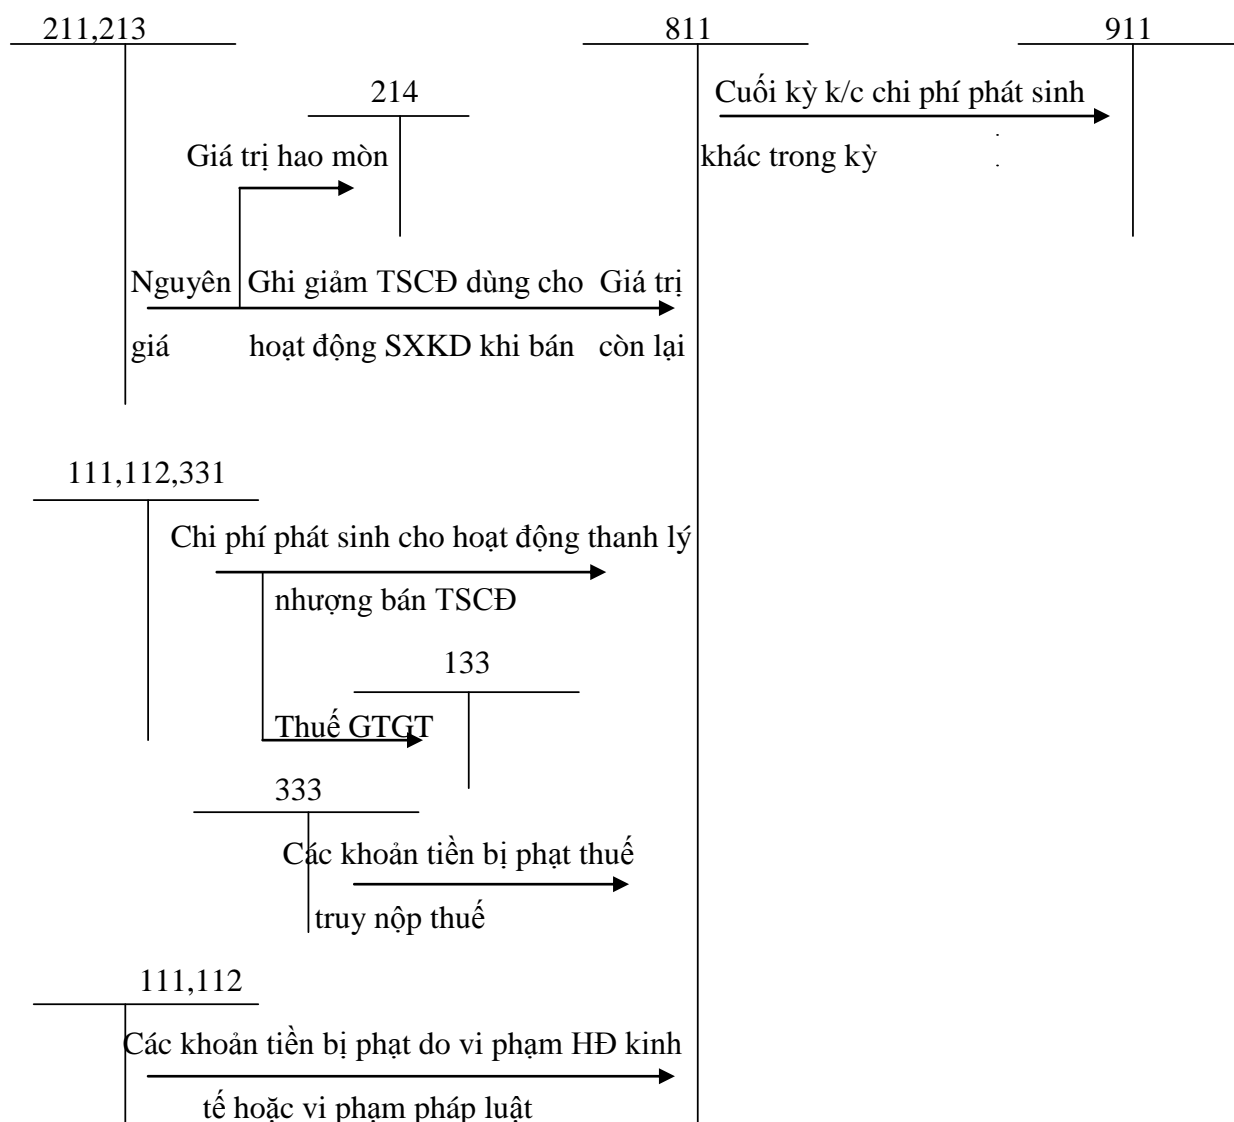 211,213
811
911
214
Cuối kỳ k/c chi phí phát sinh
Giá trị hao mòn
khác trong kỳ
Nguyên Ghi giảm TSCĐ dùng cho Giá trị
giá hoạt động SXKD khi bán còn lại
111,112,331
Chi phí phát sinh cho hoạt động thanh lý
nhượng bán TSCĐ
133
Thuế GTGT
333
Các khoản tiền bị phạt thuế
truy nộp thuế
111,112
Các khoản tiền bị phạt do vi phạm HĐ kinh
tế hoặc vi phạm pháp luật